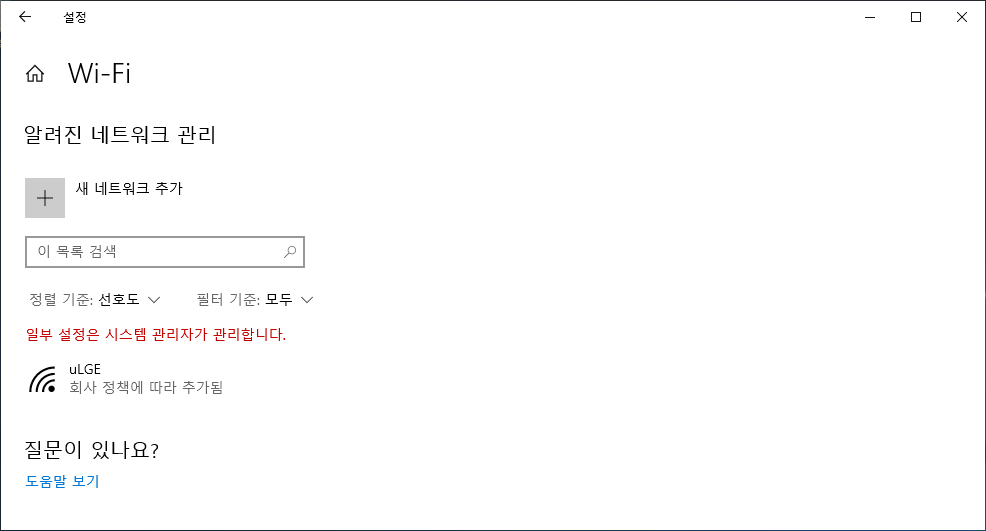 설정
Wi-Fi
알려진 네트워크 관리
새 네트워크 추가
이 목록 검색
정렬 기준: 선호도 필터 기준: 모두
일부 설정은 시스템 관리자가 관리합니다.
uLGE
회사 정책에 따라 추가됨
질문이 있나요?
도움말 보기